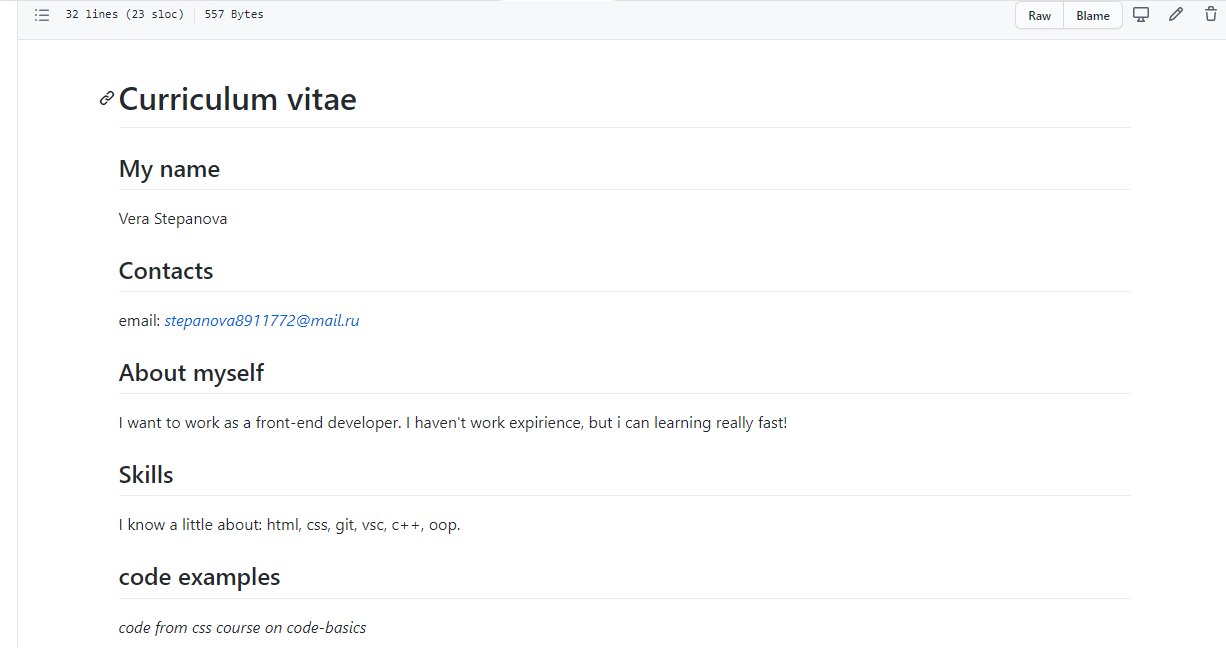 32 lines (23 sloc) 557 Bytes Raw Blame
Curriculum vitae
My name
Vera Stepanova
Contacts
email: stepanova8911772@mail.ru
About myself
I want to work as a front-end developer. I haven't work expirience, but i can learning really fast!
Skills
I know a little about: html, css, git, vsc, c++, oop.
code examples
code from css course on code-basics